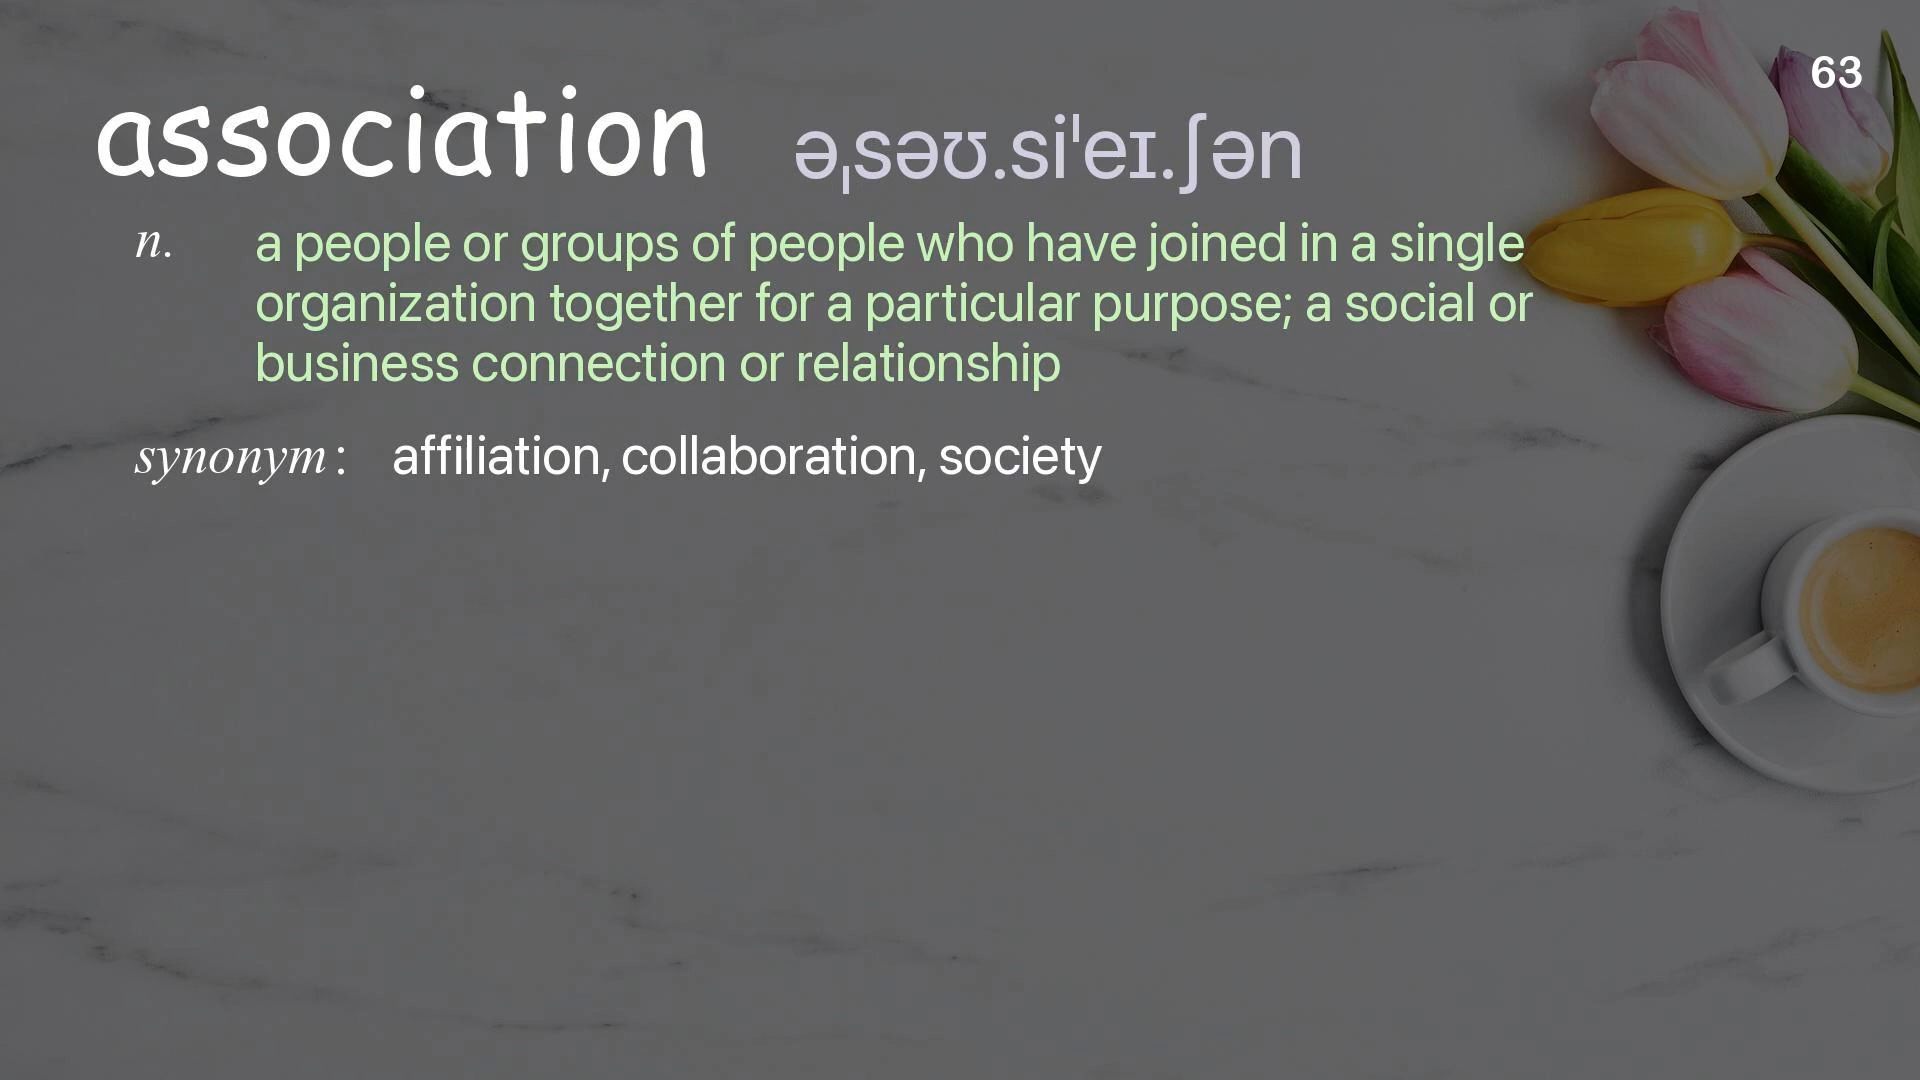 63
association əˌsəʊ.siˈeɪ.ʃən
n. a people or groups of people who have joined in a single
organization together for a particular purpose; a social or
business connection or relationship
synonym : affiliation, collaboration, society